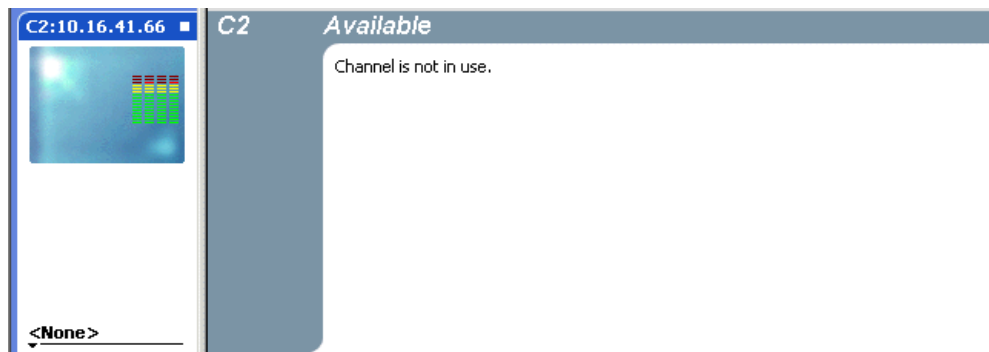 C2:10.16.41.66
C2
Available
Channel is not in use.
<None>